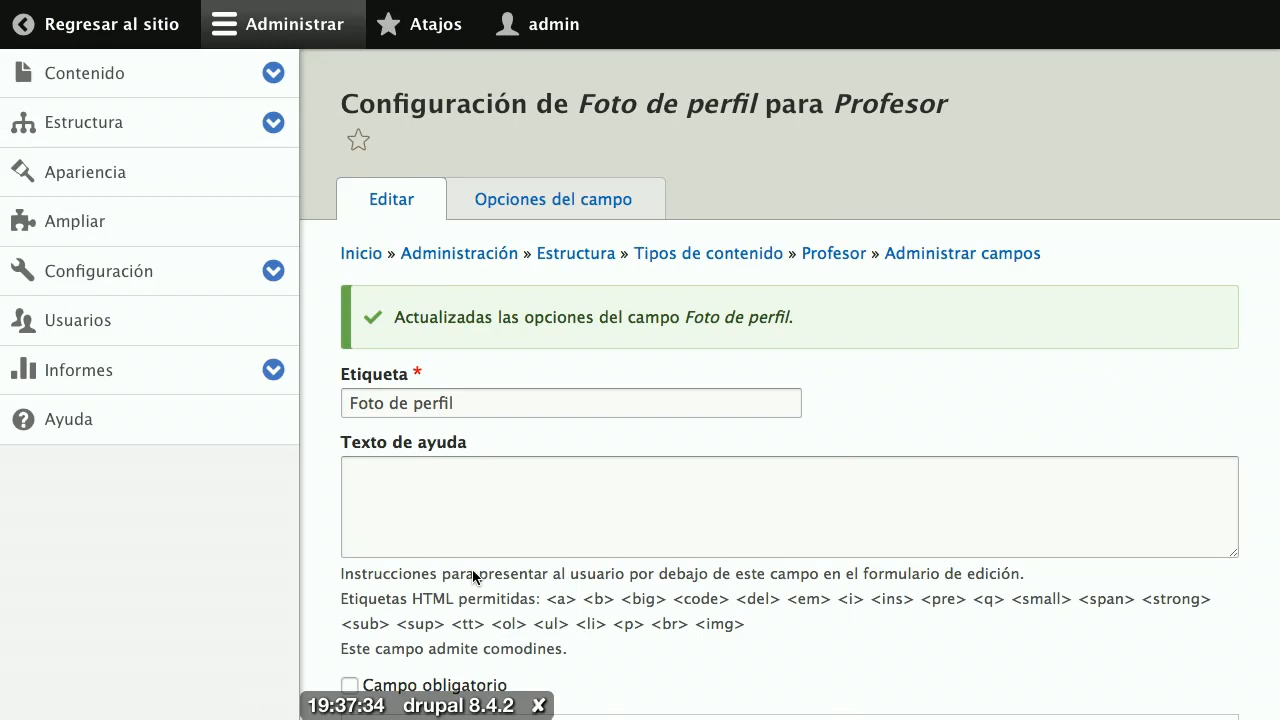 Regresar al sitio Administrar Atajos admin
Contenido
Estructura
Apariencia
Ampliar
Configuración
Usuarios
Informes
Ayuda
Configuración de Foto de perfil para Profesor
Editar Opciones del campo
Inicio » Administración » Estructura » Tipos de contenido » Profesor » Administrar campos
Actualizadas las opciones del campo Foto de perfil.
Etiqueta *
Foto de perfil
Texto de ayuda
Instrucciones para presentar al usuario por debajo de este campo en el formulario de edición.
Etiquetas HTML permitidas: <a> <b> <big> <code> <del> <em> <i> <ins> <pre> <q> <small> <span> <strong>
<sub> <sup> <tt> <ol> <ul> <li> <p> <br> <img>
Este campo admite comodines.
Campo obligatorio
19:37:34 drupal 8.4.2 ✘